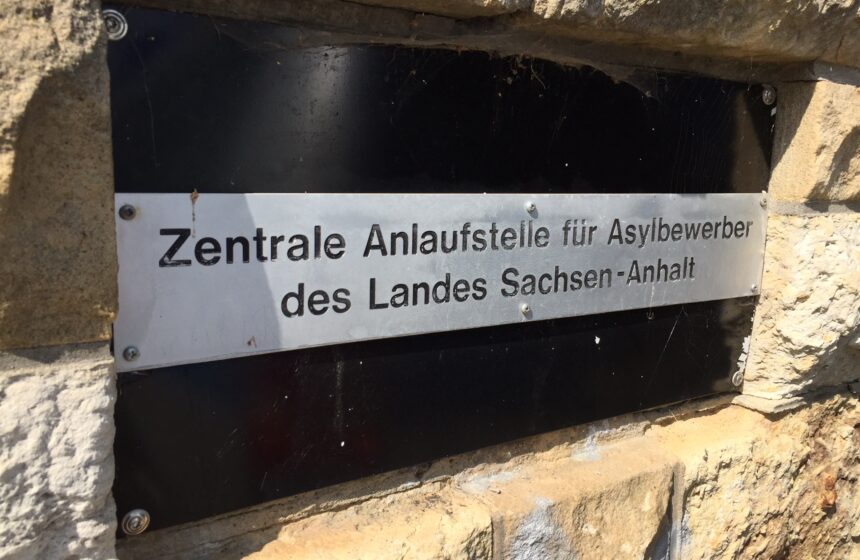 Zentrale Anlaufstelle für Asylbewerber
des Landes Sachsen-Anhalt